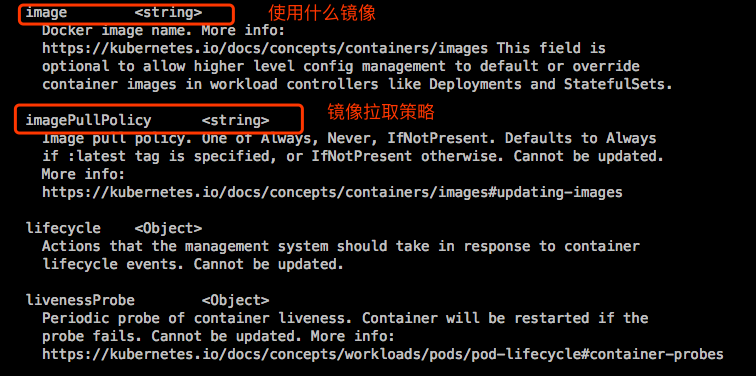 image <string> 使用什么镜像
Docker image name. More info:
https://kubernetes.io/docs/concepts/containers/images This field is
optional to allow higher level config management to default or override
container images in workload controllers like Deployments and StatefulSets.
imagePullPolicy <string> 镜像拉取策略
Image pull policy. One of Always, Never, IfNotPresent. Defaults to Always
if :latest tag is specified, or IfNotPresent otherwise. Cannot be updated.
More info:
https://kubernetes.io/docs/concepts/containers/images#updating-images
lifecycle <Object>
Actions that the management system should take in response to container
lifecycle events. Cannot be updated.
livenessProbe <Object>
Periodic probe of container liveness. Container will be restarted if the
probe fails. Cannot be updated. More info:
https://kubernetes.io/docs/concepts/workloads/pods/pod-lifecycle#container-probes